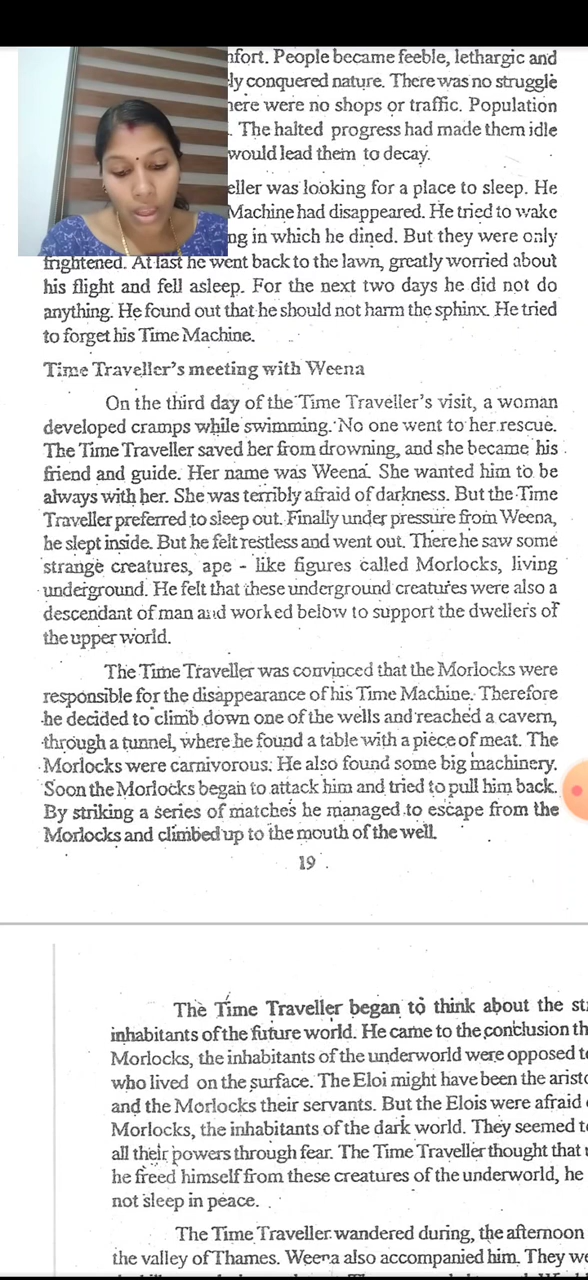 nfort. People became feeble, lethargic and
ly conquered nature. There was no struggle
here were no shops or traffic. Population
. The halted progress had made them idle
would lead them to decay.
eller was looking for a place to sleep. He
Machine had disappeared. He tried to wake
ng in which he dined. But they were only
frightened. At last he went back to the lawn, greatly worried about
his flight and fell asleep. For the next two days he did not do
anything. He found out that he should not harm the sphinx. He tried
to forget his Time Machine.
Time Traveller's meeting with Weena
On the third day of the Time Traveller's visit, a woman
developed cramps while swimming. No one went to her rescue.
The Time Traveller saved her from drowning, and she became his
friend and guide. Her name was Weena. She wanted him to be
always with her. She was terribly afraid of darkness. But the Time
Traveller preferred to sleep out. Finally under pressure from Weena,
he slept inside. But he felt restless and went out. There he saw some
strange creatures, ape - like figures called Morlocks, living
underground. He felt that these underground creatures were also a
descendant of man and worked below to support the dwellers of
the upper world.
The Time Traveller was convinced that the Morlocks were
responsible for the disappearance of his Time Machine. Therefore
he decided to climb down one of the wells and reached a cavern,
through a tunnel, where he found a table with a piece of meat. The
Morlocks were carnivorous. He also found some big machinery.
Soon the Morlocks began to attack him and tried to pull him back.
By striking a series of matches he managed to escape from the
Morlocks and climbed up to the mouth of the well.
19
The Time Traveller began to think about the st
inhabitants of the future world. He came to the conclusion th
Morlocks, the inhabitants of the underworld were opposed t
who lived on the surface. The Eloi might have been the aristo
and the Morlocks their servants. But the Elois were afraid
Morlocks, the inhabitants of the dark world. They seemed t
all their powers through fear. The Time Traveller thought that
he freed himself from these creatures of the underworld, he
not sleep in peace.
The Time Traveller wandered during, the afternoon
the valley of Thames. Weena also accompanied him. They we